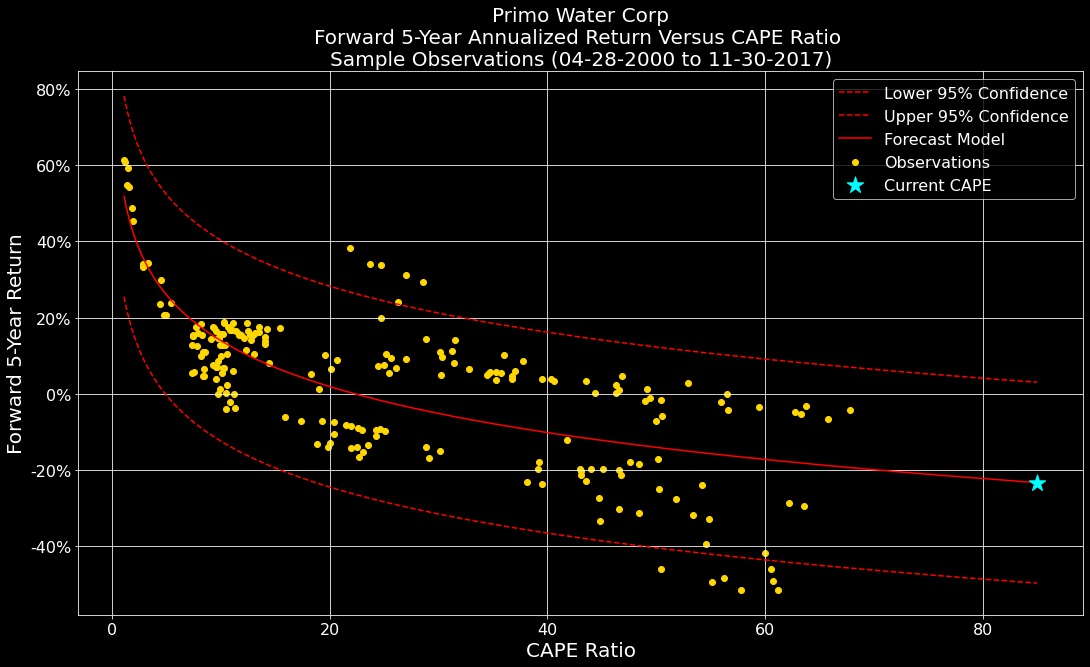 Primo Water Corp
Forward 5-Year Annualized Return Versus CAPE Ratio
Sample Observations (04-28-2000 to 11-30-2017)
Lower 95% Confidence
Upper 95% Confidence
Forecast Model
Observations
Current CAPE
Forward 5-Year Return
80%
60%
40%
20%
0%
-20%
-40%
0 20 40 60 80
CAPE Ratio